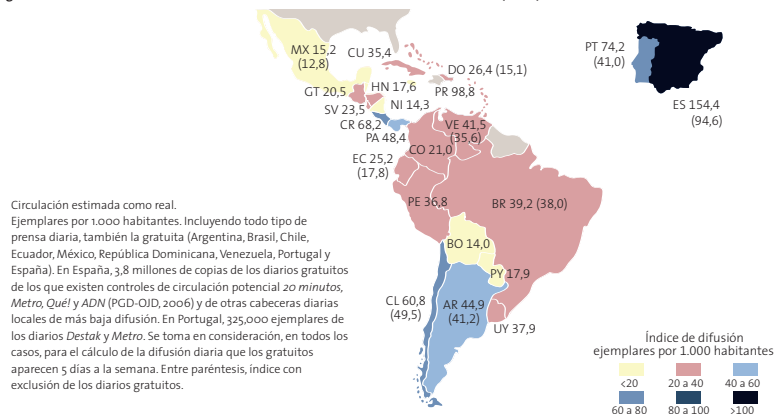 MX 15,2
(12,8)
CU 35,4
DO 26,4 (15,1)
HN 17,6
PR 98,8
GT 20,5
NI 14,3
SV 23,5
CR 68,2
PA 48,4
VE 41,5
(35,6)
CO 21,0
EC 25,2
(17,8)
PE 36,8
BR 39,2 (38,0)
BO 14,0
PY 17,9
CL 60,8
(49,5)
AR 44,9
(41,2)
UY 37,9
PT 74,2
(41,0)
ES 154,4
(94,6)
Circulación estimada como real.
Ejemplares por 1.000 habitantes. Incluyendo todo tipo de
prensa diaria, también la gratuita (Argentina, Brasil, Chile,
Ecuador, México, República Dominicana, Venezuela, Portugal y
España). En España, 3,8 millones de copias de los diarios gratuitos
de los que existen controles de circulación potencial 20 minutos,
Metro, Qué! y ADN (PGD-OJD, 2006) y de otras cabeceras diarias
locales de más baja difusión. En Portugal, 325,000 ejemplares de
los diarios Destak y Metro. Se toma en consideración, en todos los
casos, para el cálculo de la difusión diaria que los gratuitos
aparecen 5 días a la semana. Entre paréntesis, índice con
exclusión de los diarios gratuitos.
Índice de difusión
ejemplares por 1.000 habitantes
<20
20 a 40
40 a 60
60 a 80
80 a 100
>100